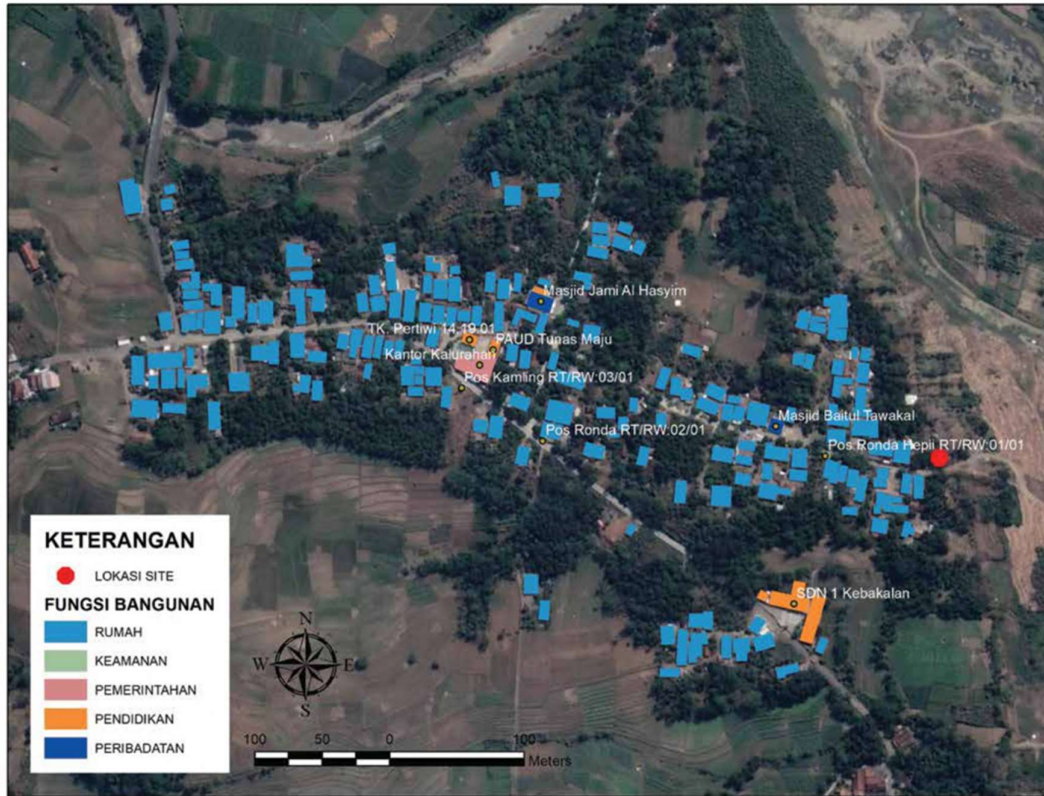 Masjid Jami Al Hasyim
TK. Pertiwi 14-19.01
PAUD Tunas Maju
Kantor Kalurahan
Pos Kamling RT/RW:03/01
Masjid Baitul Tawakal
Pos Ronda RT/RW:02/01
Pos Ronda Hepii RT/RW:01/01
SDN 1 Kebakalan
KETERANGAN
LOKASI SITE
FUNGSI BANGUNAN
RUMAH
KEAMANAN
PEMERINTAHAN
PENDIDIKAN
PERIBADATAN
N
W E
S
100 50 0 100
Meters